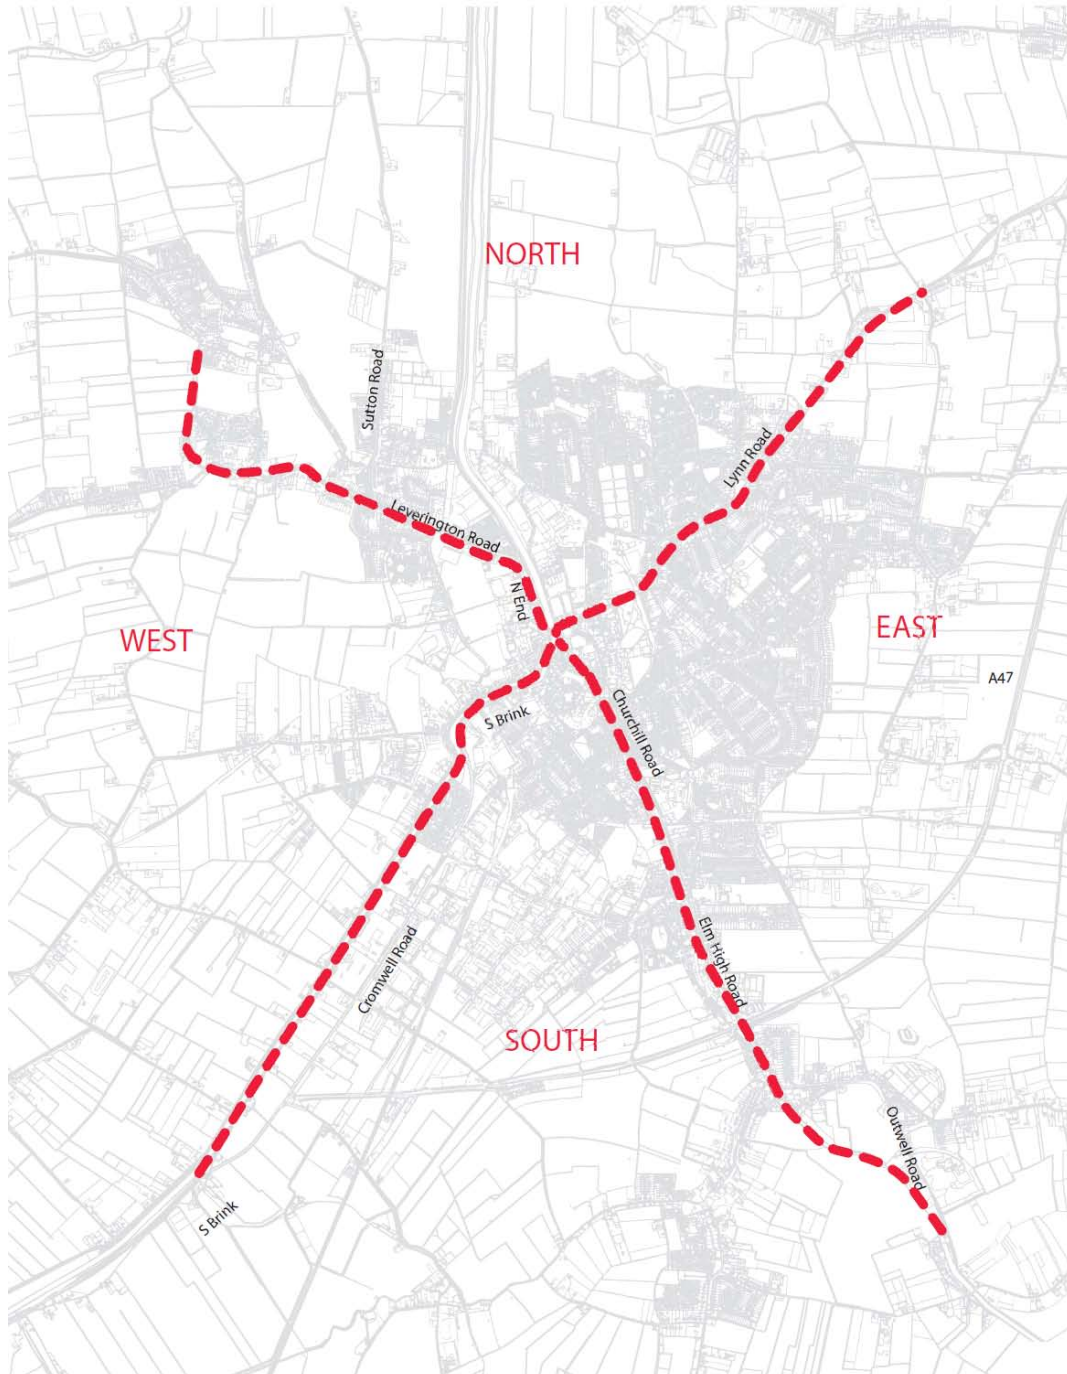 NORTH
Sutton Road
Lynn Road
Leverington Road
N End
WEST
EAST
A47
S Brink
Churchill Road
Elm High Road
Cromwell Road
SOUTH
Outwell Road
S Brink